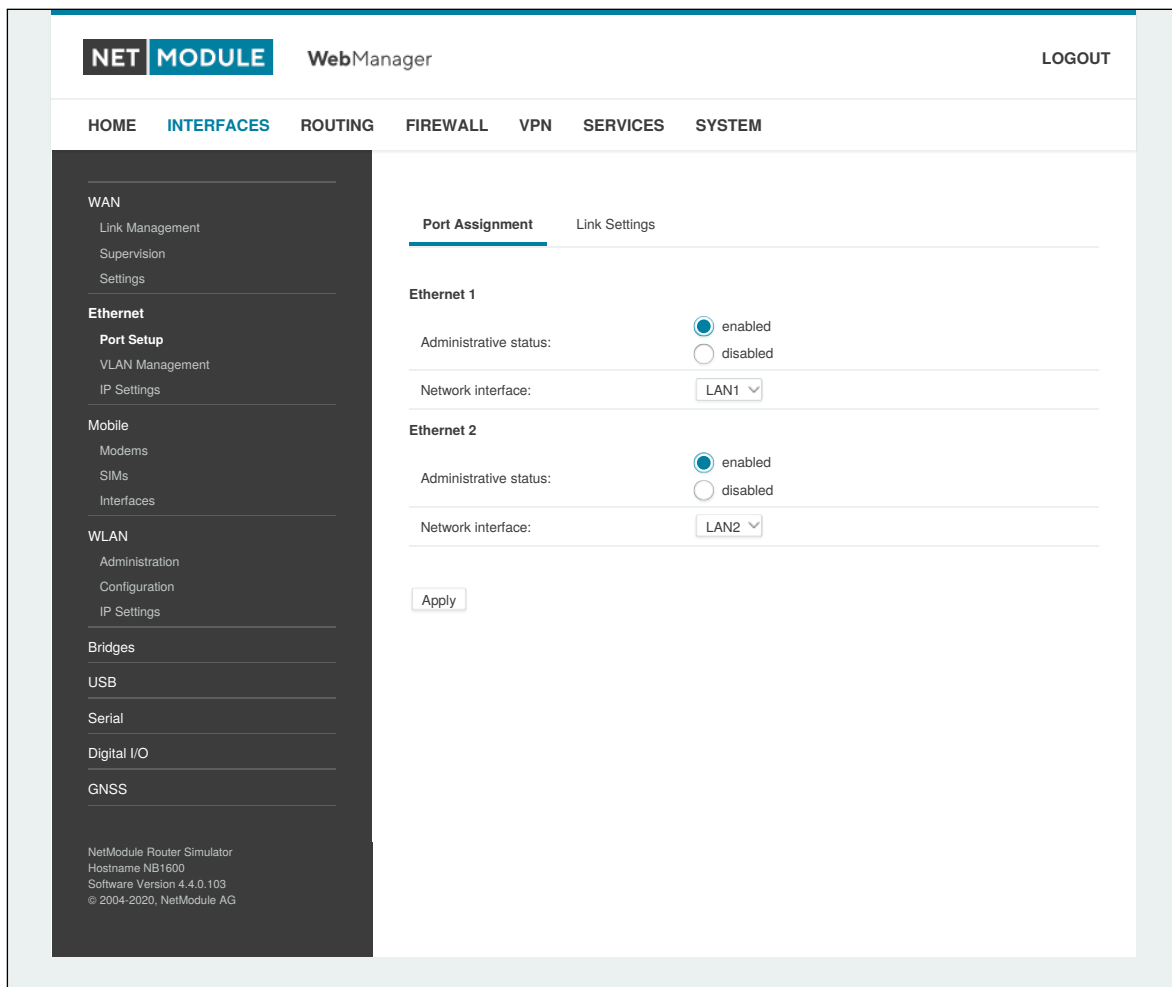 NET MODULE WebManager LOGOUT
HOME INTERFACES ROUTING FIREWALL VPN SERVICES SYSTEM
WAN
Link Management
Supervision
Settings
Ethernet
Port Setup
VLAN Management
IP Settings
Mobile
Modems
SIMs
Interfaces
WLAN
Administration
Configuration
IP Settings
Bridges
USB
Serial
Digital I/O
GNSS
NetModule Router Simulator
Hostname NB1600
Software Version 4.4.0.103
© 2004-2020, NetModule AG
Port Assignment Link Settings
Ethernet 1
Administrative status:
enabled
disabled
Network interface: LAN1
Ethernet 2
Administrative status:
enabled
disabled
Network interface: LAN2
Apply